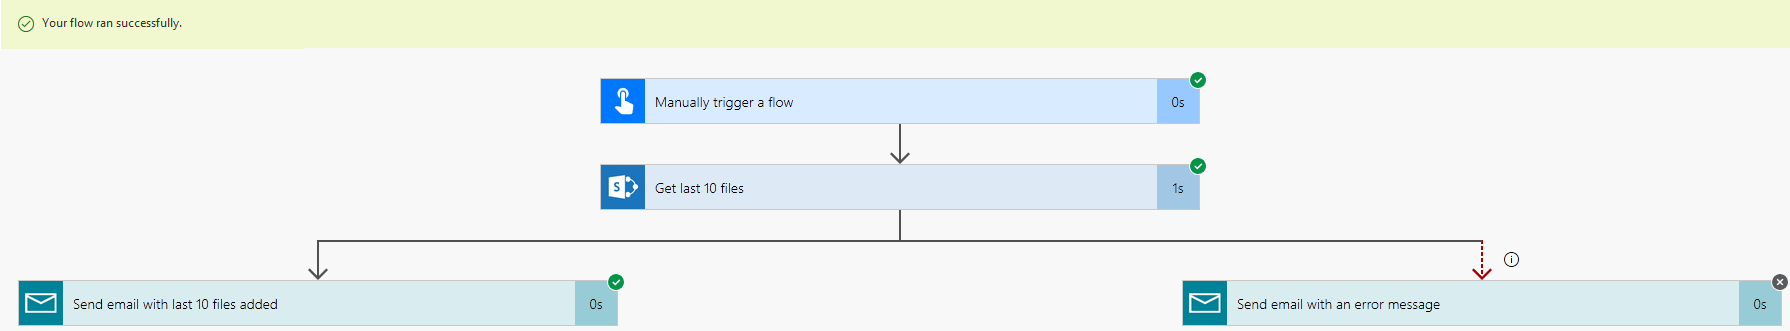 Your flow ran successfully.
Manually trigger a flow 0s
S Get last 10 files 1s
Send email with last 10 files added 0s
Send email with an error message 0s